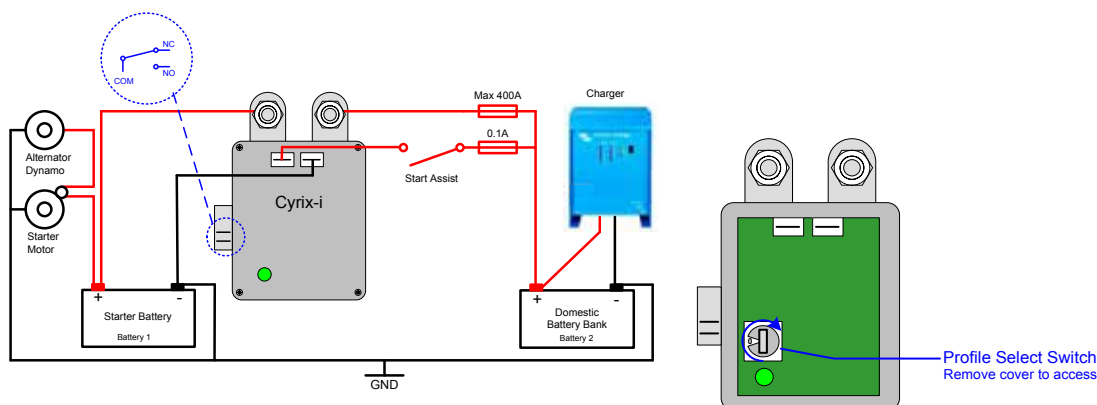 NC
NO
COM
Max 400A
Charger
0.1A
Alternator
Dynamo
Start Assist
Cyrix-i
Starter
Motor
+ -
Starter Battery
Battery 1
+ -
Domestic
Battery Bank
Battery 2
GND
0
Profile Select Switch
Remove cover to access